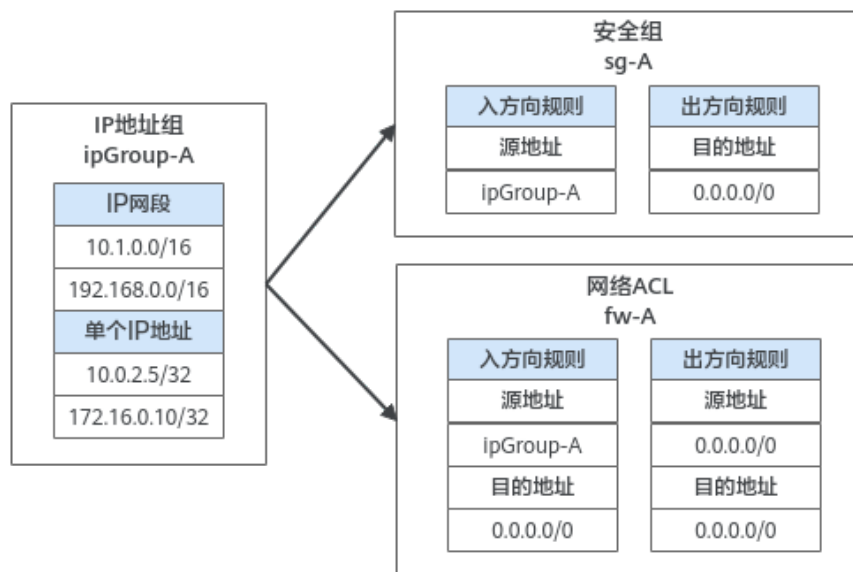 IP地址组
ipGroup-A
IP网段
10.1.0.0/16
192.168.0.0/16
单个IP地址
10.0.2.5/32
172.16.0.10/32
安全组
sg-A
入方向规则
源地址
ipGroup-A
出方向规则
目的地址
0.0.0.0/0
网络ACL
fw-A
入方向规则
源地址
ipGroup-A
目的地址
0.0.0.0/0
出方向规则
源地址
0.0.0.0/0
目的地址
0.0.0.0/0